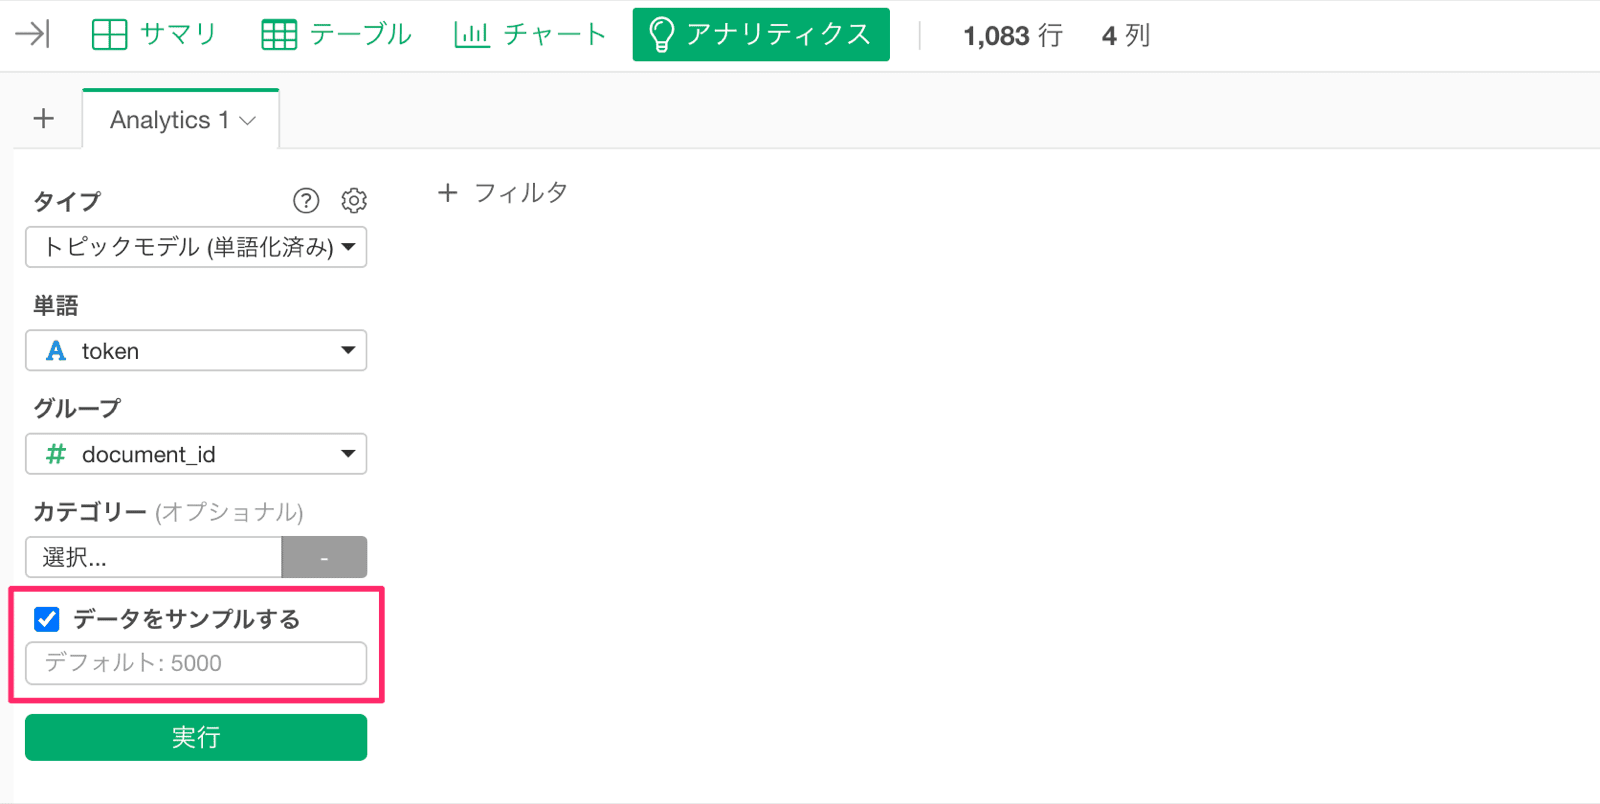 サマリ テーブル チャート アナリティクス 1,083 行 4 列
Analytics 1
タイプ
トピックモデル (単語化済み)
フィルタ
単語
token
グループ
document_id
カテゴリー (オプショナル)
選択... -
データをサンプルする
デフォルト: 5000
実行